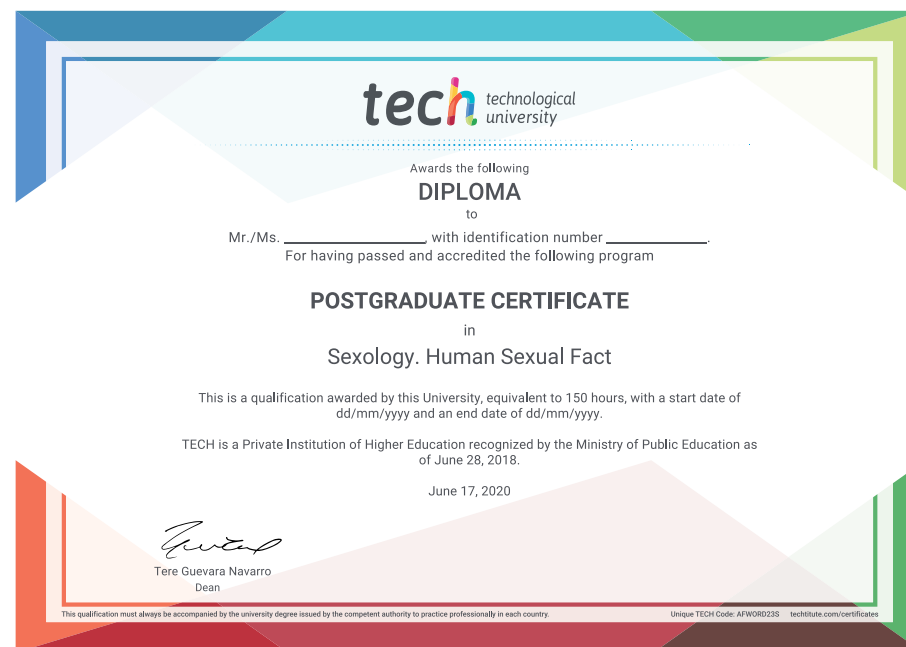 tech technological
university
Awards the following
DIPLOMA
to
Mr./Ms. ____________________, with identification number ______________.
For having passed and accredited the following program
POSTGRADUATE CERTIFICATE
in
Sexology. Human Sexual Fact
This is a qualification awarded by this University, equivalent to 150 hours, with a start date of
dd/mm/yyyy and an end date of dd/mm/yyyy.
TECH is a Private Institution of Higher Education recognized by the Ministry of Public Education as
of June 28, 2018.
June 17, 2020
Tere Guevara Navarro
Dean
This qualification must always be accompanied by the university degree issued by the competent authority to practice professionally in each country. Unique TECH Code: AFWORD23S techtitute.com/certificates